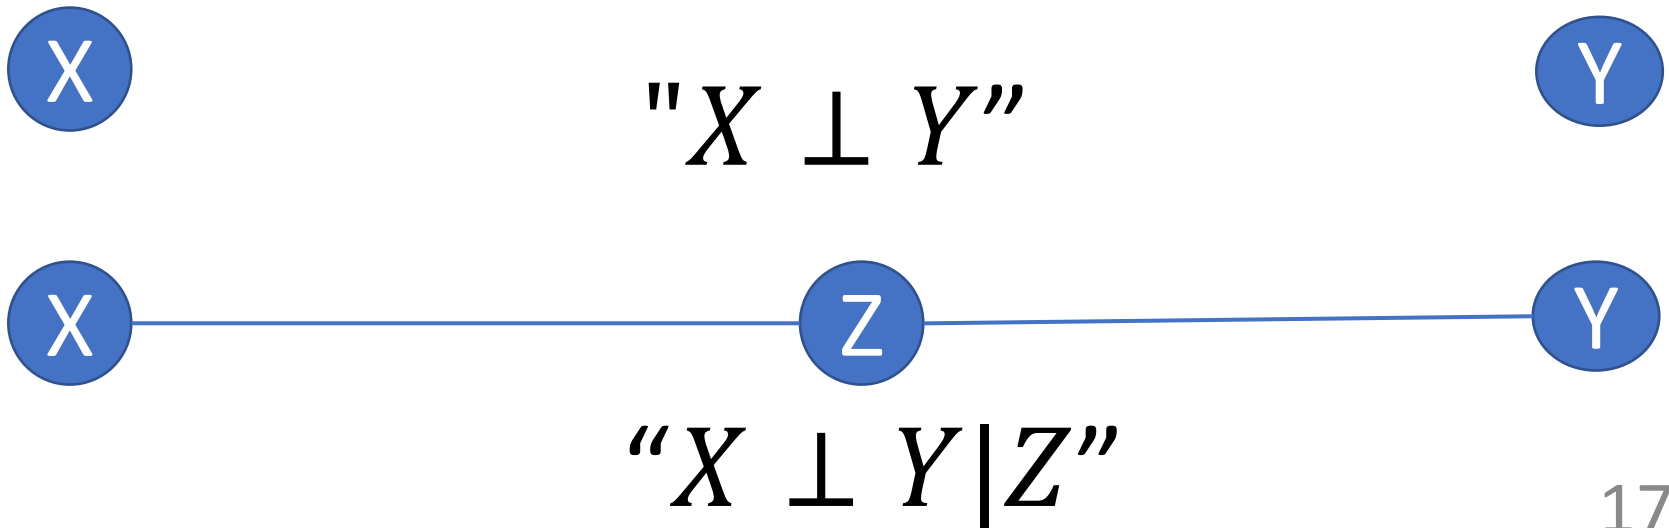 X Y
"X ⊥ Y”
X Z Y
“X ⊥ Y|Z”
17